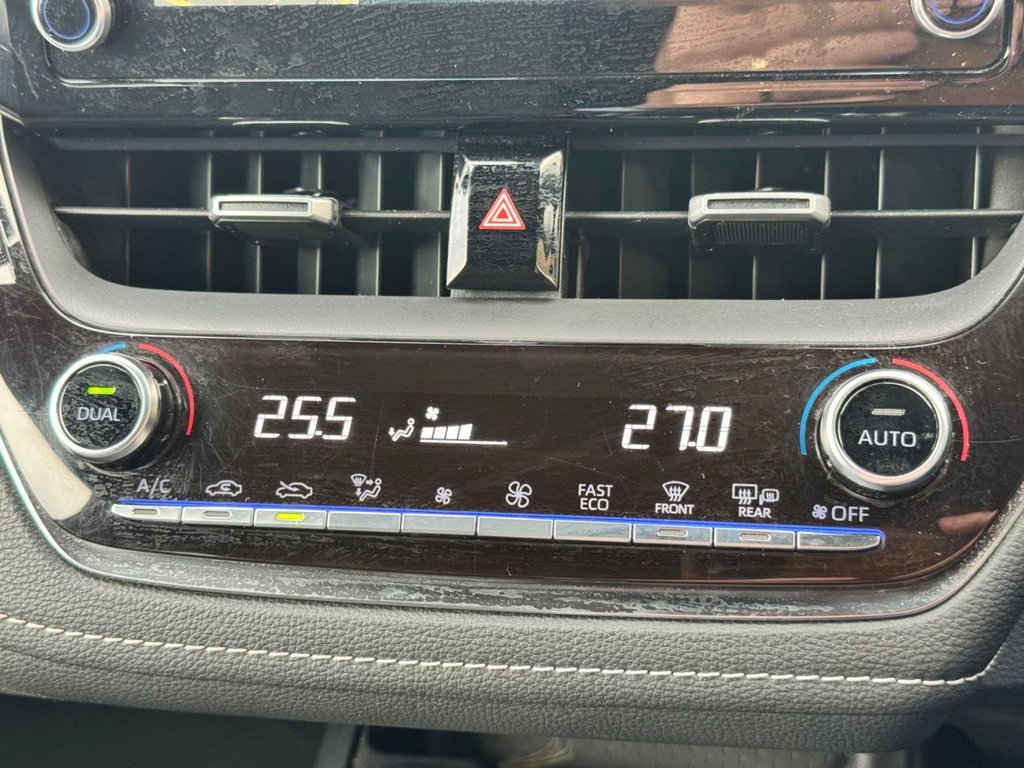 25.5 27.0
DUAL AUTO
A/C FAST ECO FRONT REAR OFF